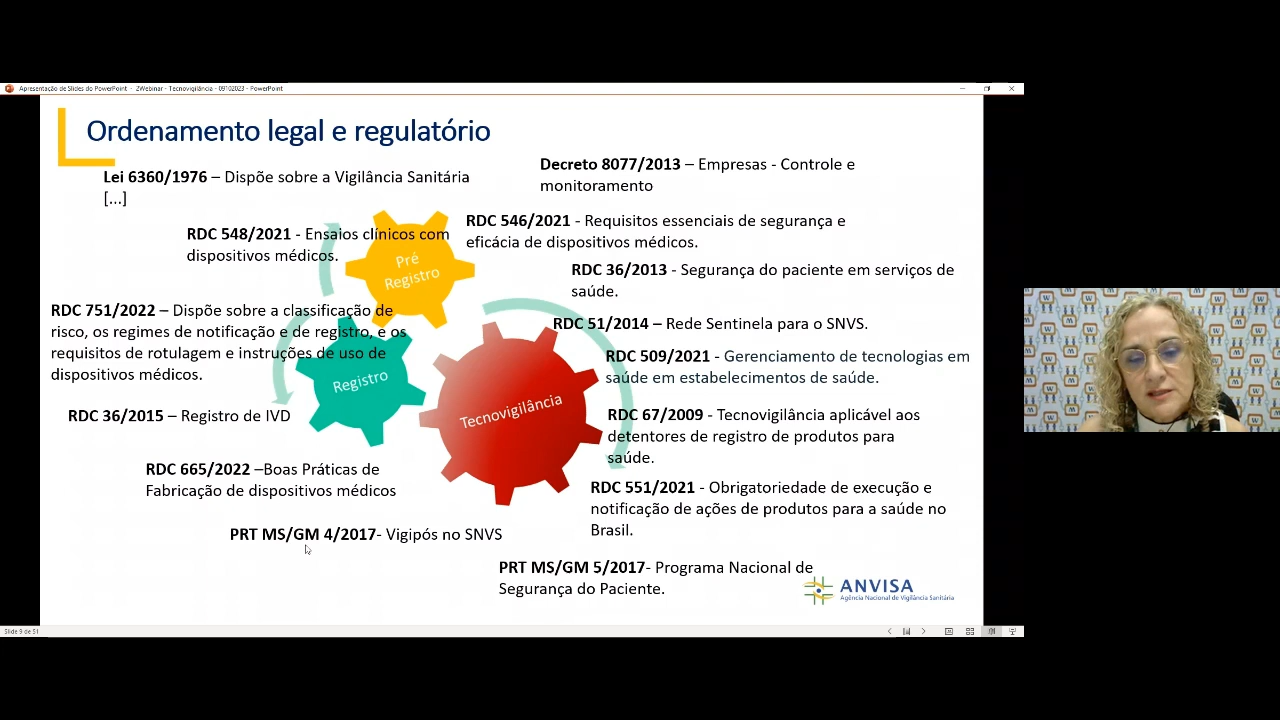 Apresentação de Slides do PowerPoint - 2Webinar - Tecnovigilância - 09102023 - PowerPoint
Ordenamento legal e regulatório
Lei 6360/1976 – Dispõe sobre a Vigilância Sanitária
[...]
Decreto 8077/2013 – Empresas - Controle e
monitoramento
RDC 548/2021 - Ensaios clínicos com
dispositivos médicos.
RDC 546/2021 - Requisitos essenciais de segurança e
eficácia de dispositivos médicos.
Pré
Registro
RDC 36/2013 - Segurança do paciente em serviços de
saúde.
RDC 751/2022 – Dispõe sobre a classificação de
risco, os regimes de notificação e de registro, e os
requisitos de rotulagem e instruções de uso de
dispositivos médicos.
RDC 51/2014 – Rede Sentinela para o SNVS.
RDC 509/2021 - Gerenciamento de tecnologias em
saúde em estabelecimentos de saúde.
Registro
Tecnovigilância
RDC 36/2015 – Registro de IVD
RDC 67/2009 - Tecnovigilância aplicável aos
detentores de registro de produtos para
saúde.
RDC 665/2022 –Boas Práticas de
Fabricação de dispositivos médicos
RDC 551/2021 - Obrigatoriedade de execução e
notificação de ações de produtos para a saúde no
Brasil.
PRT MS/GM 4/2017- Vigipós no SNVS
PRT MS/GM 5/2017- Programa Nacional de
Segurança do Paciente.
ANVISA
Agência Nacional de Vigilância Sanitária
Slide 9 de 51